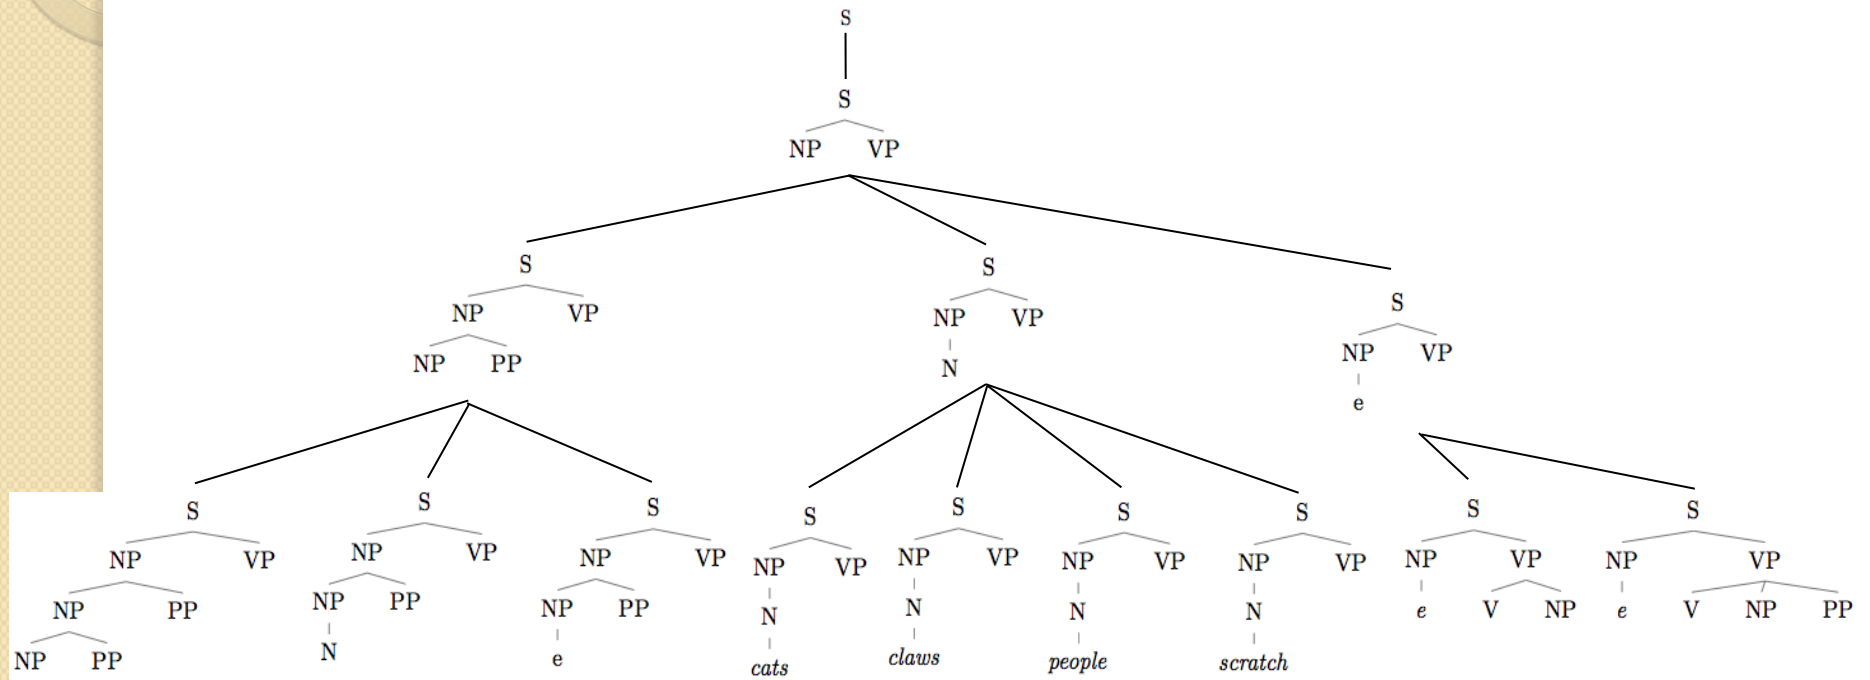 S
S
NP VP
S
NP VP
NP PP
S
NP VP
N
S
NP VP
e
S
NP VP
NP PP
NP PP
S
NP VP
NP PP
N
S
NP VP
NP PP
e
S
NP VP
N
cats
S
NP VP
N
claws
S
NP VP
N
people
S
NP VP
N
scratch
S
NP VP
e V NP
S
NP VP
e V NP PP